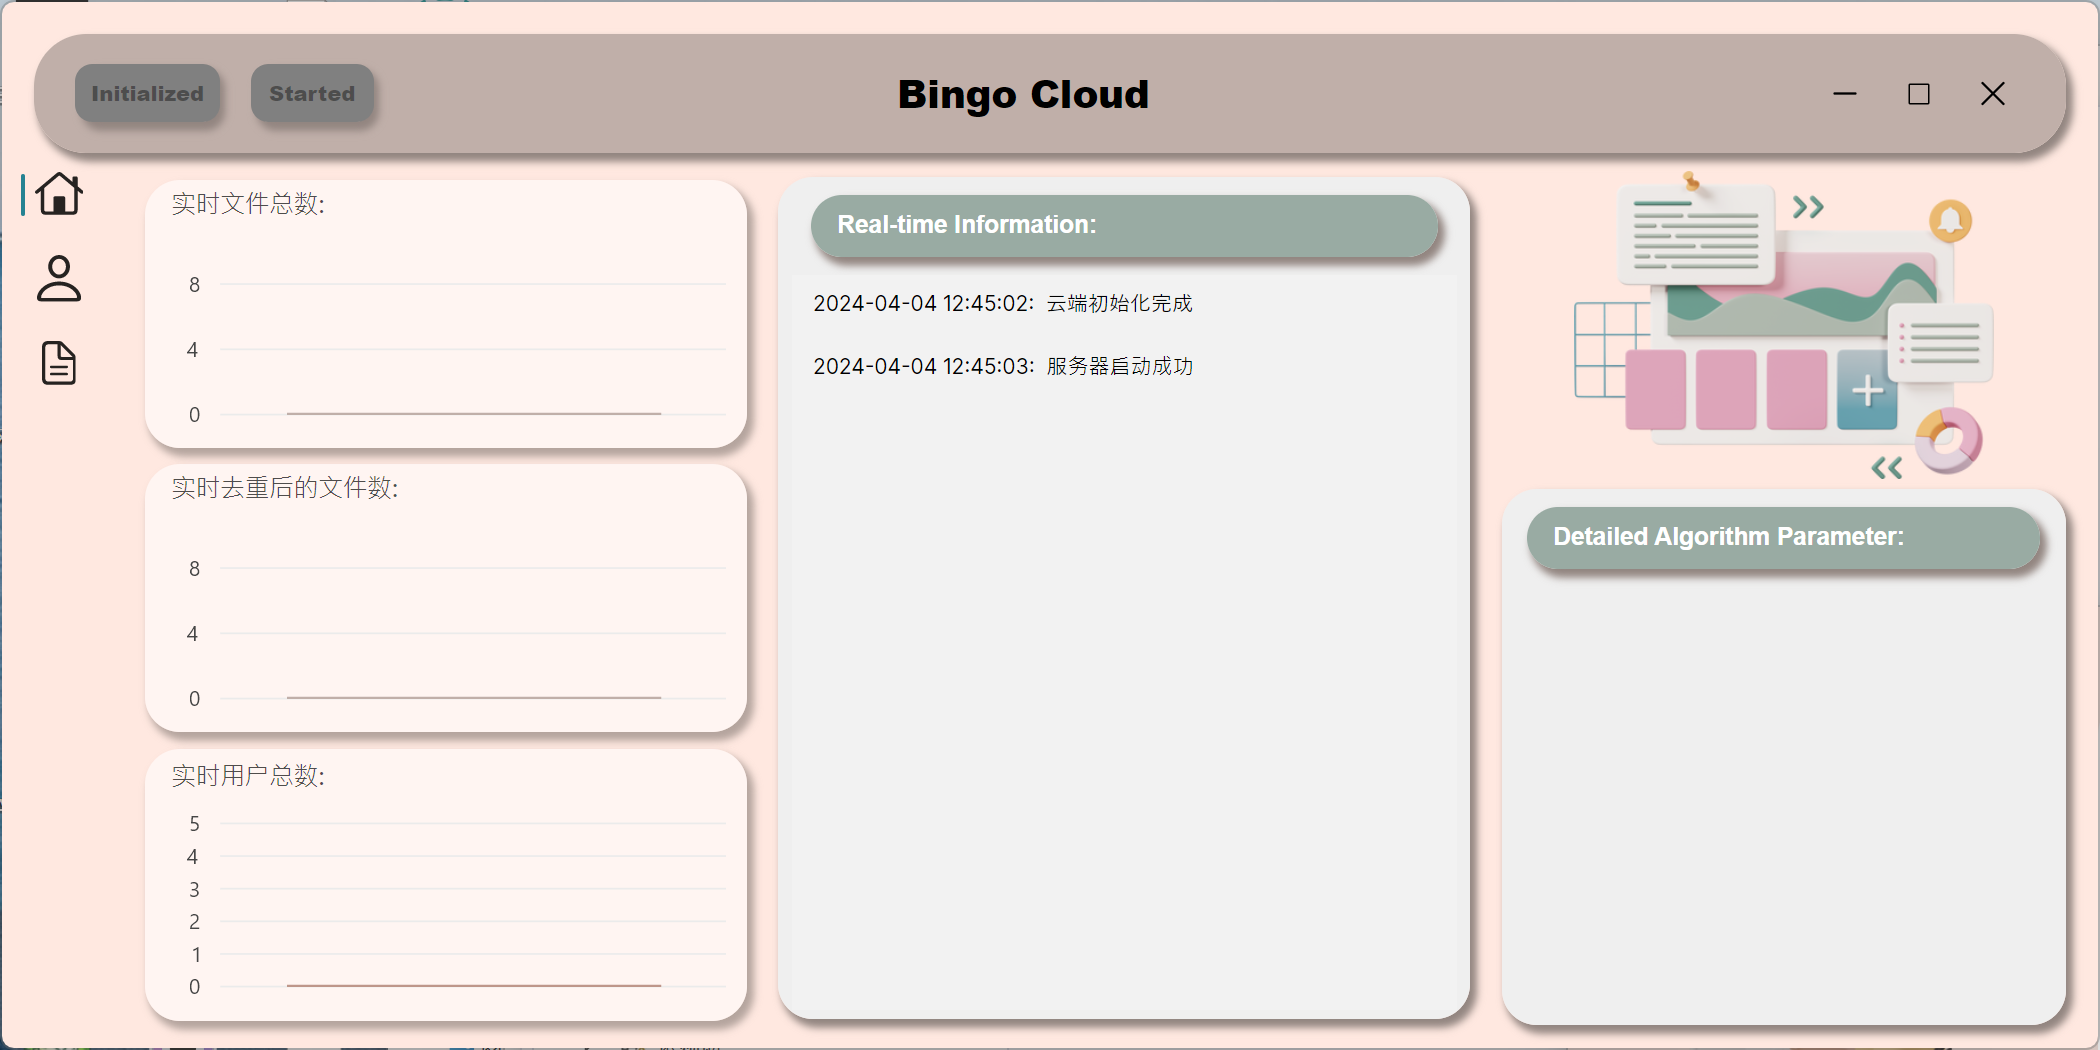 Initialized
Started
Bingo Cloud
实时文件总数:
8
4
0
实时去重后的文件数:
8
4
0
实时用户总数:
5
4
3
2
1
0
Real-time Information:
2024-04-04 12:45:02: 云端初始化完成
2024-04-04 12:45:03: 服务器启动成功
Detailed Algorithm Parameter: